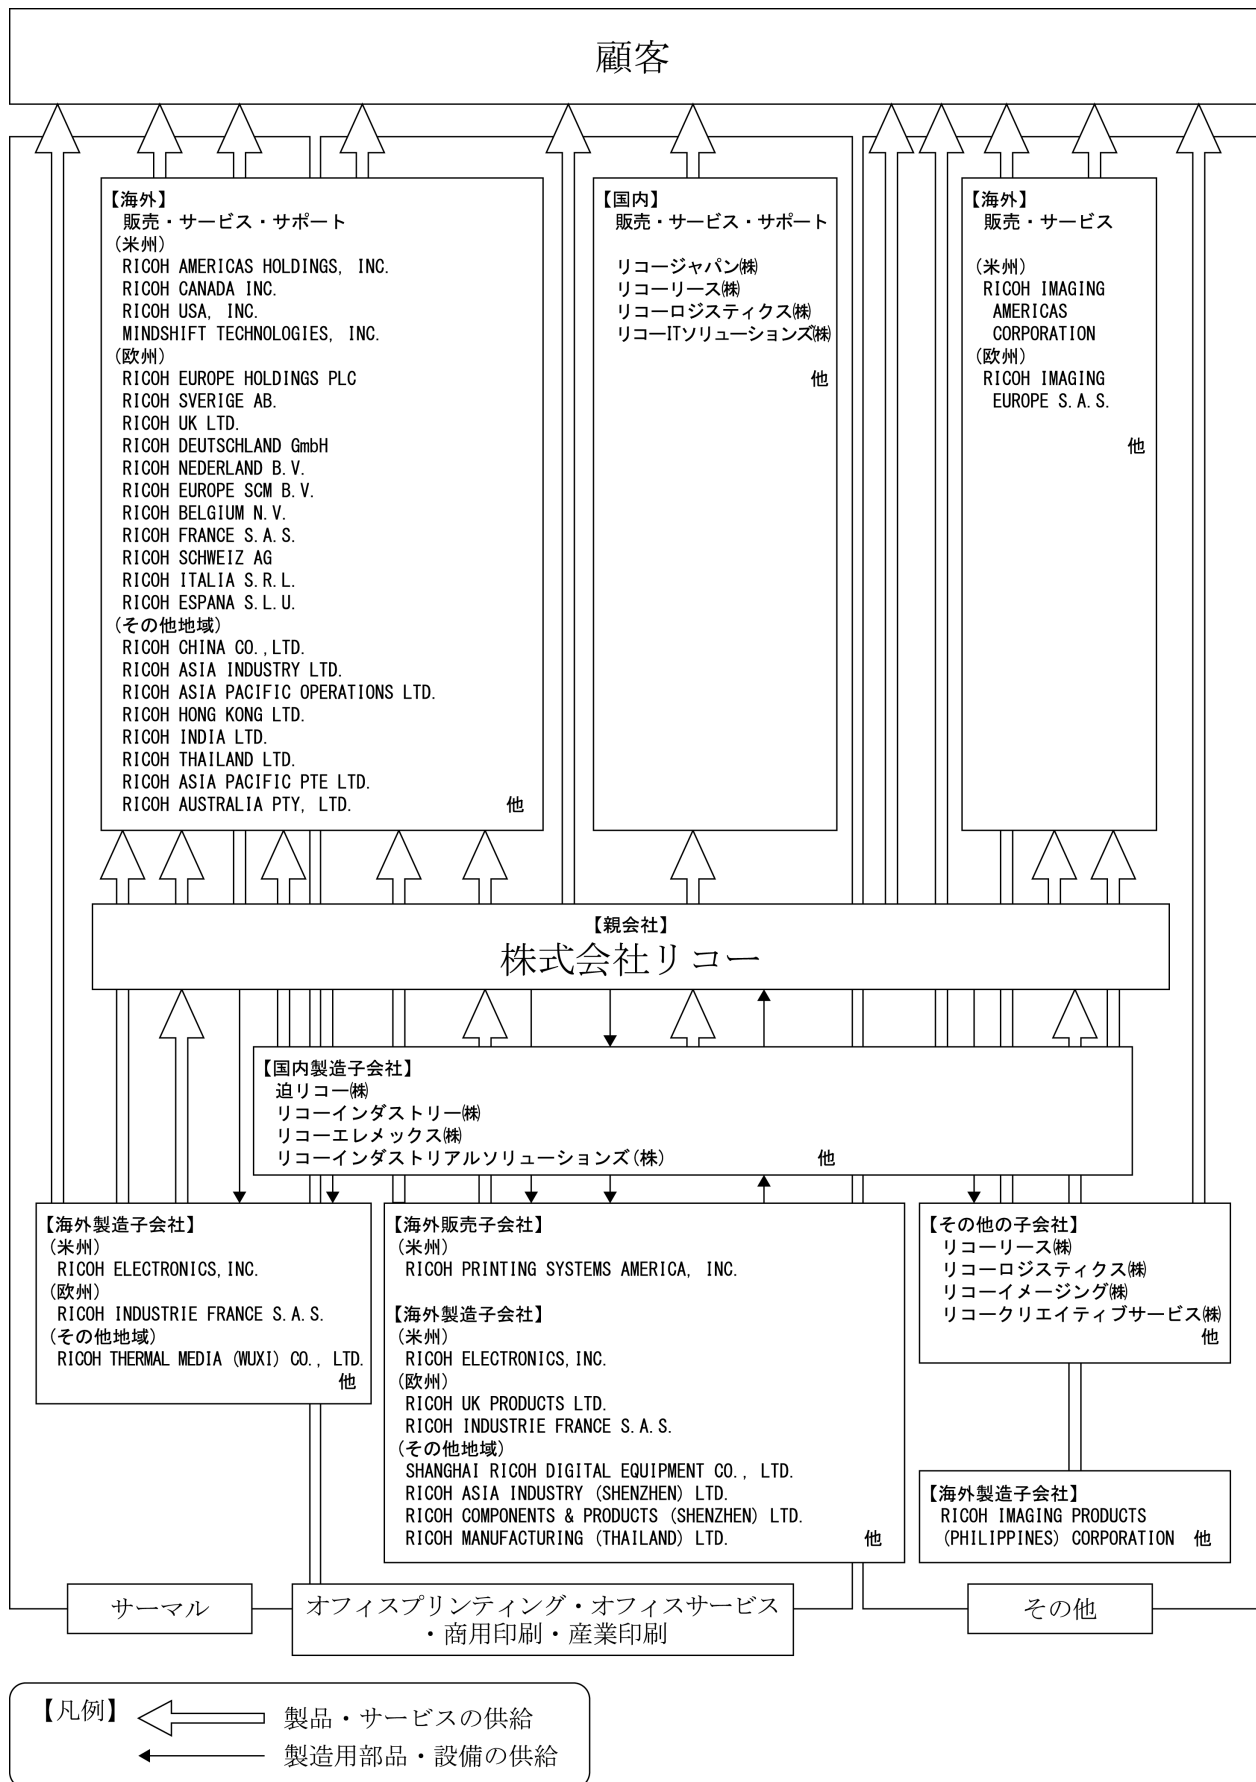 顧客
【海外】
販売・サービス・サポート
(米州)
RICOH AMERICAS HOLDINGS, INC.
RICOH CANADA INC.
RICOH USA, INC.
MINDSHIFT TECHNOLOGIES, INC.
(欧州)
RICOH EUROPE HOLDINGS PLC
RICOH SVERIGE AB.
RICOH UK LTD.
RICOH DEUTSCHLAND GmbH
RICOH NEDERLAND B.V.
RICOH EUROPE SCM B.V.
RICOH BELGIUM N.V.
RICOH FRANCE S.A.S.
RICOH SCHWEIZ AG
RICOH ITALIA S.R.L.
RICOH ESPANA S.L.U.
(その他地域)
RICOH CHINA CO.,LTD.
RICOH ASIA INDUSTRY LTD.
RICOH ASIA PACIFIC OPERATIONS LTD.
RICOH HONG KONG LTD.
RICOH INDIA LTD.
RICOH THAILAND LTD.
RICOH ASIA PACIFIC PTE LTD.
RICOH AUSTRALIA PTY, LTD. 他
【国内】
販売・サービス・サポート
リコージャパン㈱
リコーリース㈱
リコーロジスティクス㈱
リコーITソリューションズ㈱
他
【海外】
販売・サービス
(米州)
RICOH IMAGING
AMERICAS
CORPORATION
(欧州)
RICOH IMAGING
EUROPE S.A.S.
他
【親会社】
株式会社リコー
【国内製造子会社】
迫リコー㈱
リコーインダストリー㈱
リコーエレメックス㈱
リコーインダストリアルソリューションズ(株) 他
【海外製造子会社】
(米州)
RICOH ELECTRONICS,INC.
(欧州)
RICOH INDUSTRIE FRANCE S.A.S.
(その他地域)
RICOH THERMAL MEDIA (WUXI) CO., LTD.
他
【海外販売子会社】
(米州)
RICOH PRINTING SYSTEMS AMERICA, INC.
【海外製造子会社】
(米州)
RICOH ELECTRONICS,INC.
(欧州)
RICOH UK PRODUCTS LTD.
RICOH INDUSTRIE FRANCE S.A.S.
(その他地域)
SHANGHAI RICOH DIGITAL EQUIPMENT CO., LTD.
RICOH ASIA INDUSTRY (SHENZHEN) LTD.
RICOH COMPONENTS & PRODUCTS (SHENZHEN) LTD.
RICOH MANUFACTURING (THAILAND) LTD. 他
【その他の子会社】
リコーリース㈱
リコーロジスティクス㈱
リコーイメージング㈱
リコークリエイティブサービス㈱
他
【海外製造子会社】
RICOH IMAGING PRODUCTS
(PHILIPPINES) CORPORATION 他
サーマル
オフィスプリンティング・オフィスサービス
・商用印刷・産業印刷
その他
【凡例】
製品・サービスの供給
製造用部品・設備の供給